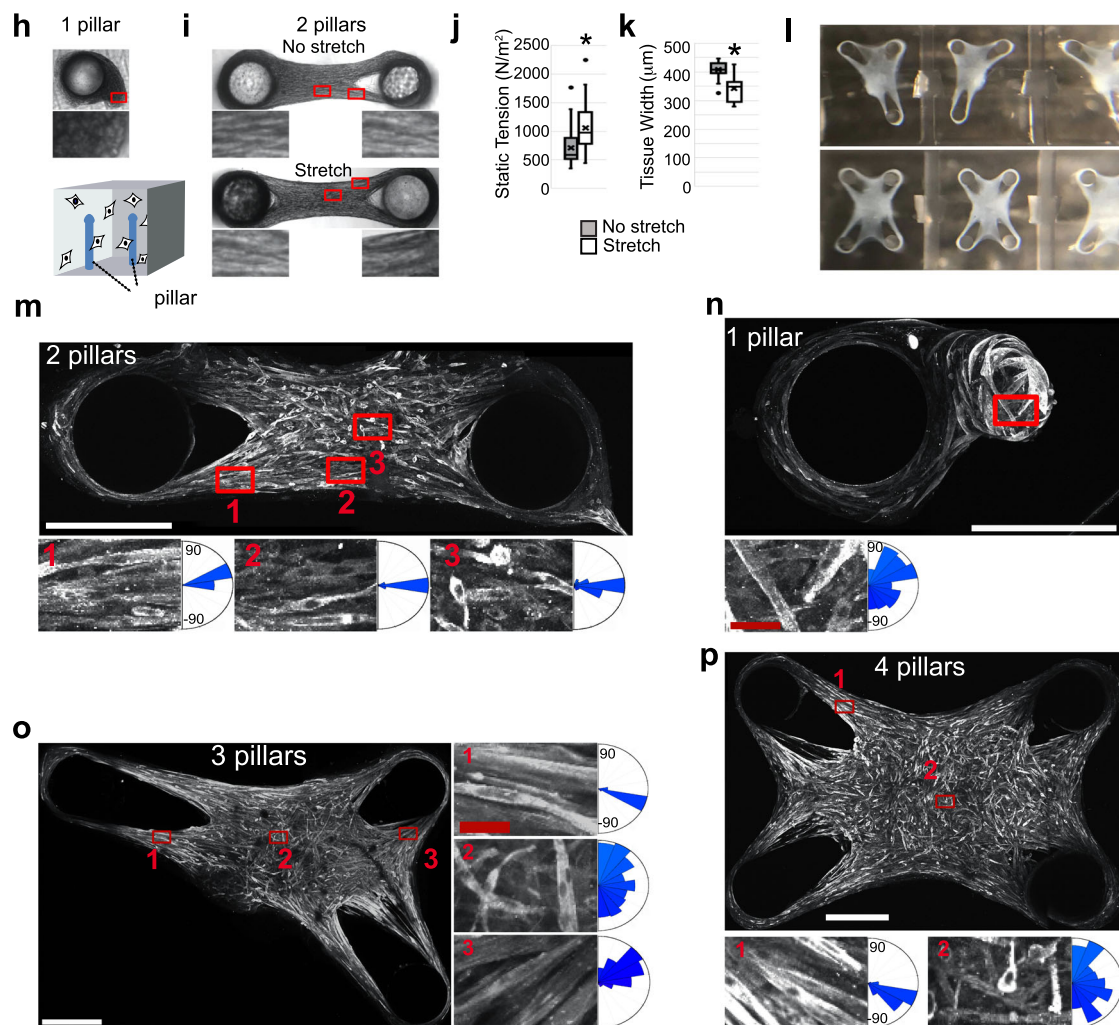 h
1 pillar
pillar
i
2 pillars
No stretch
Stretch
j
Static Tension (N/m²)
2500
2000
1500
1000
500
0
*
k
Tissue Width (μm)
500
400
300
200
100
0
*
No stretch
Stretch
l
m
2 pillars
1
2
3
1
90
-90
2
3
n
1 pillar
90
-90
o
3 pillars
1
2
3
1
90
-90
2
3
p
4 pillars
1
2
1
90
-90
2